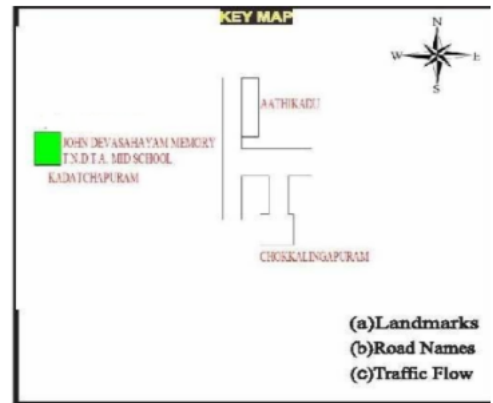 KEY MAP
N
W E
S
AATHIKADU
JOHN DEVASAHAYAM MEMORY
T.N.D.T.A. MID SCHOOL
KADATCHAPURAM
CHOKKALINGAPURAM
(a)Landmarks
(b)Road Names
(c)Traffic Flow